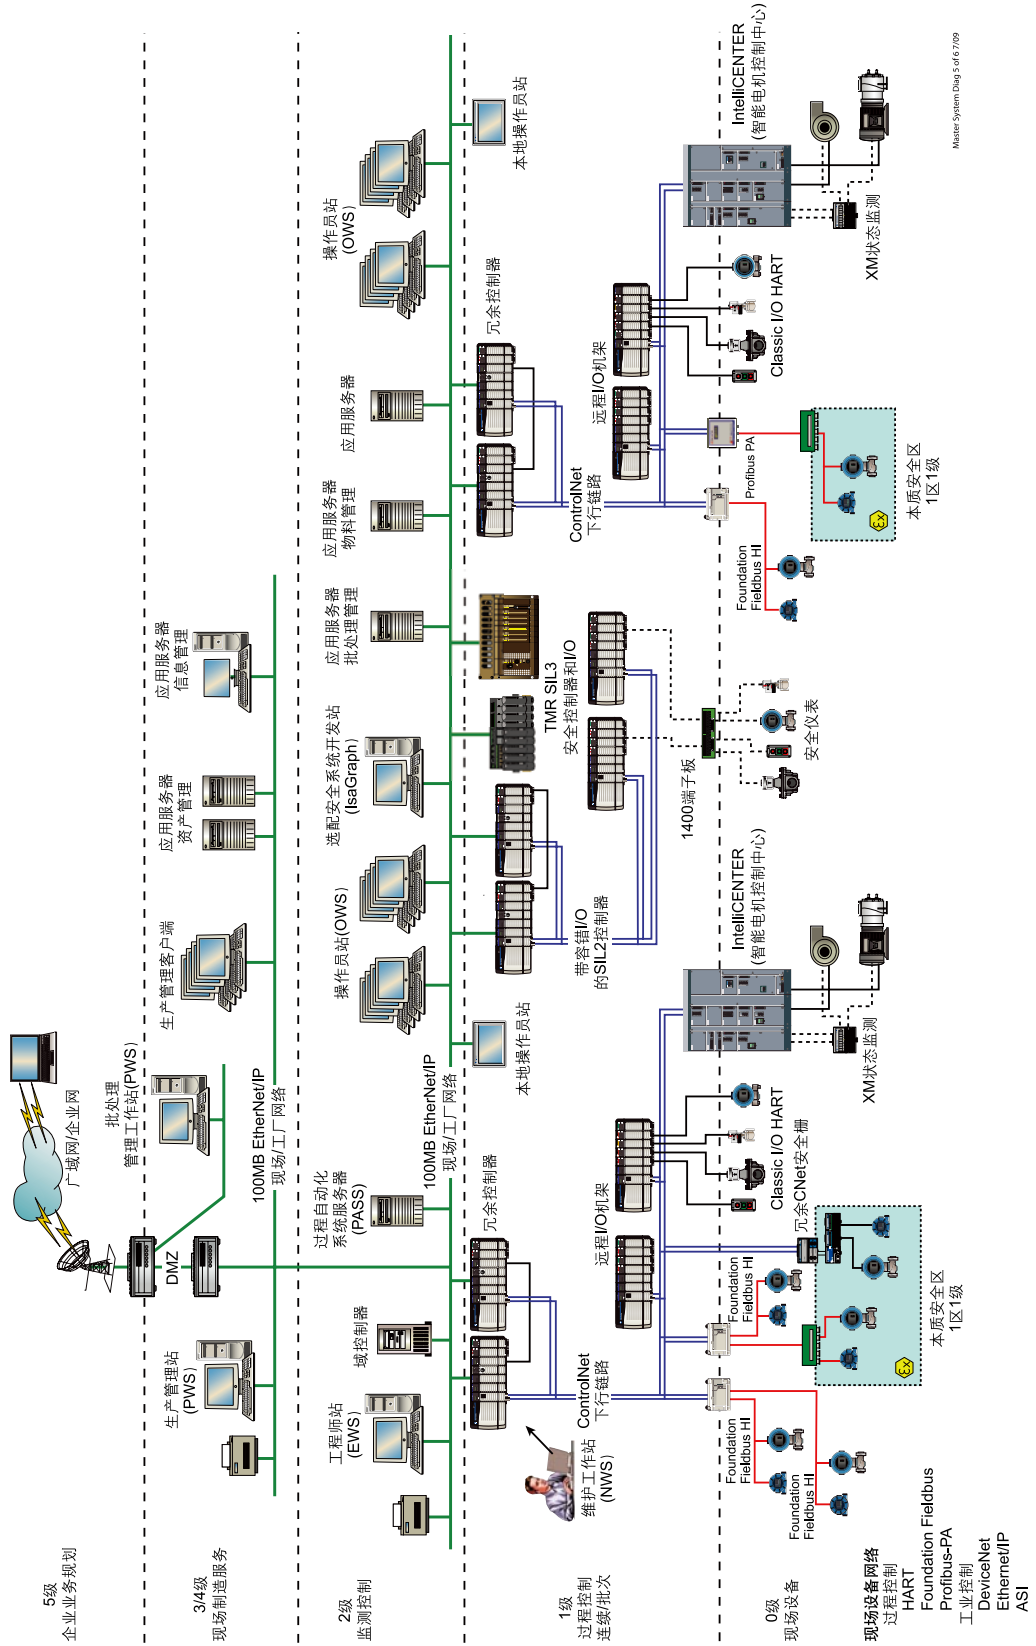 5级
企业业务规划
广域网/企业网
3/4级
现场制造服务
生产管理站
(PWS)
DMZ
批处理
管理工作站(PWS)
100MB EtherNet/IP
现场/工厂网络
生产管理客户端
应用服务器
资产管理
应用服务器
信息管理
2级
监测控制
工程师站
(EWS)
域控制器
过程自动化
系统服务器
(PASS)
100MB EtherNet/IP
现场/工厂网络
操作员站(OWS)
选配安全系统开发站
(IsaGraph)
应用服务器
批处理管理
应用服务器
物料管理
应用服务器
操作员站
(OWS)
1级
过程控制
连续/批次
维护工作站
(NWS)
冗余控制器
ControlNet
下行链路
远程I/O机架
本地操作员站
带容错I/O
的SIL2控制器
TMR SIL3
安全控制器和I/O
1400端子板
冗余控制器
ControlNet
下行链路
远程I/O机架
本地操作员站
0级
现场设备
Foundation
Fieldbus HI
Foundation
Fieldbus HI
Foundation
Fieldbus HI
本质安全区
1区1级
Ex
冗余CNet安全栅
Classic I/O HART
IntelliCENTER
(智能电机控制中心)
XM状态监测
安全仪表
Foundation
Fieldbus HI
Profibus PA
本质安全区
1区1级
Ex
Classic I/O HART
IntelliCENTER
(智能电机控制中心)
XM状态监测
现场设备网络
过程控制
HART
Foundation Fieldbus
Profibus-PA
工业控制
DeviceNet
Ethernet/IP
ASI
Master System Diag 5 of 6 7/09